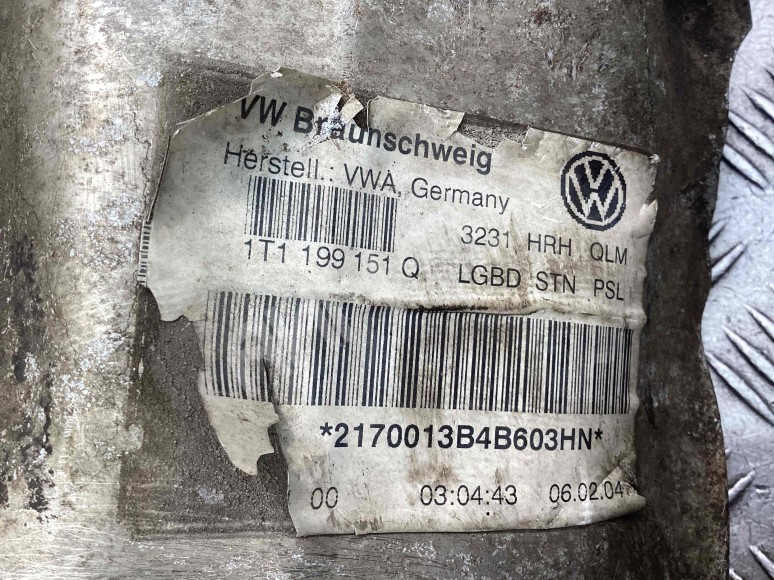 VW Braunschweig
Herstell.: VWA, Germany
3231 HRH QLM
1T1 199 151 Q LGBD STN PSL
*2170013B4B603HN*
00 03:04:43 06.02.04